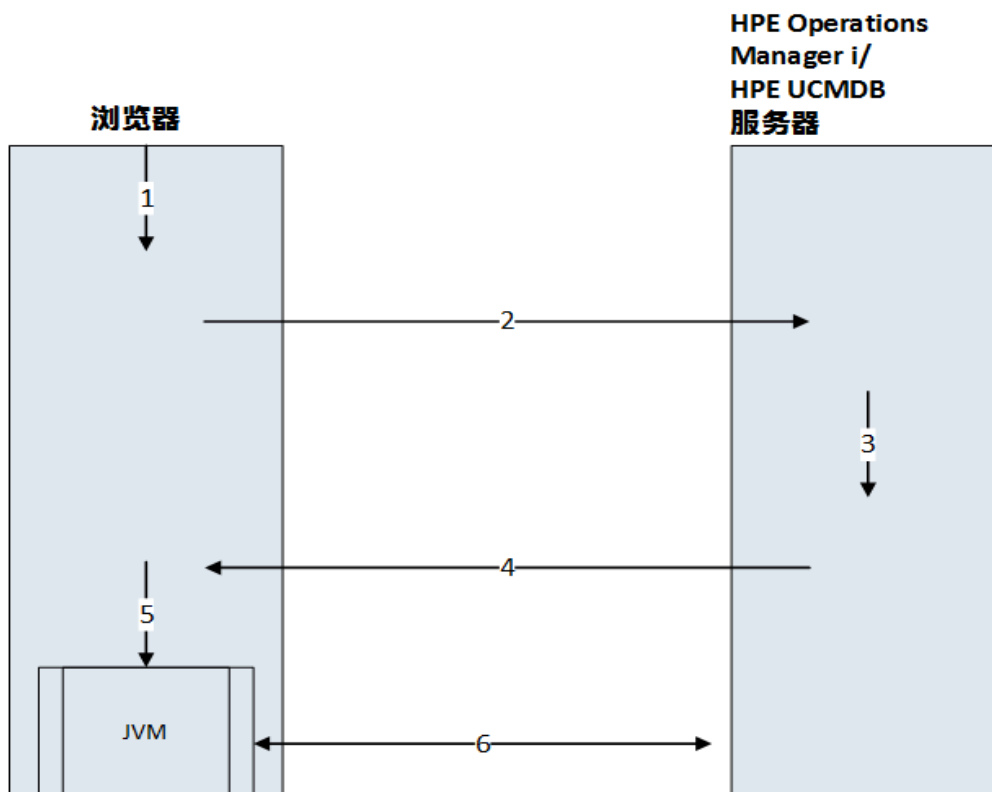 HPE Operations
Manager i/
HPE UCMDB
服务器
浏览器
1
2
3
4
5
JVM
6